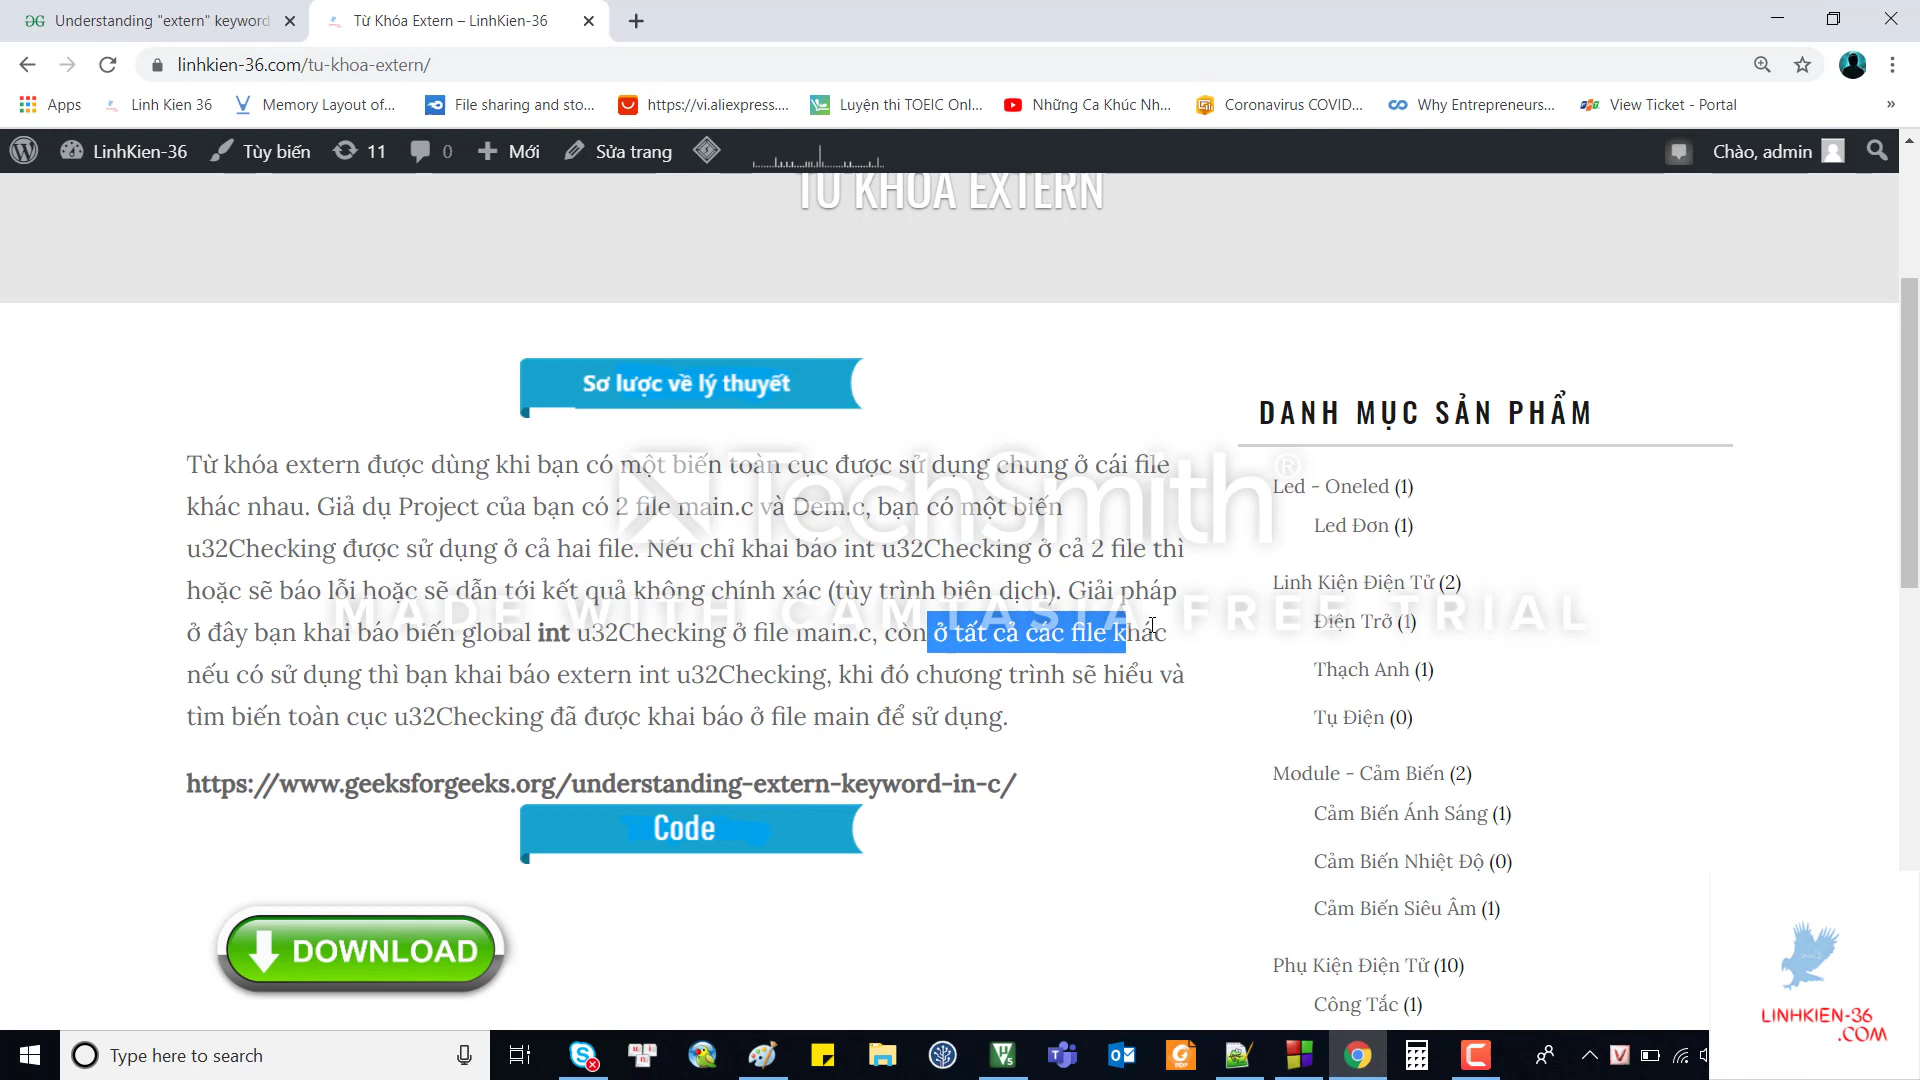 Understanding "extern" keyword
Từ Khóa Extern – LinhKien-36
linhkien-36.com/tu-khoa-extern/
Apps
Linh Kien 36
Memory Layout of...
File sharing and sto...
https://vi.aliexpress....
Luyện thi TOEIC Onl...
Những Ca Khúc Nh...
Coronavirus COVID...
Why Entrepreneurs...
View Ticket - Portal
»
LinhKien-36
Tùy biến
11
0
Mới
Sửa trang
Chào, admin
TỪ KHÓA EXTERN
Sơ lược về lý thuyết
Từ khóa extern được dùng khi bạn có một biến toàn cục được sử dụng chung ở cái file
khác nhau. Giả dụ Project của bạn có 2 file main.c và Dem.c, bạn có một biến
u32Checking được sử dụng ở cả hai file. Nếu chỉ khai báo int u32Checking ở cả 2 file thì
hoặc sẽ báo lỗi hoặc sẽ dẫn tới kết quả không chính xác (tùy trình biên dịch). Giải pháp
ở đây bạn khai báo biến global int u32Checking ở file main.c, còn ở tất cả các file khác
nếu có sử dụng thì bạn khai báo extern int u32Checking, khi đó chương trình sẽ hiểu và
tìm biến toàn cục u32Checking đã được khai báo ở file main để sử dụng.
https://www.geeksforgeeks.org/understanding-extern-keyword-in-c/
Code
DOWNLOAD
DANH MỤC SẢN PHẨM
Led - Oneled (1)
Led Đơn (1)
Linh Kiện Điện Tử (2)
Điện Trở (1)
Thạch Anh (1)
Tụ Điện (0)
Module - Cảm Biến (2)
Cảm Biến Ánh Sáng (1)
Cảm Biến Nhiệt Độ (0)
Cảm Biến Siêu Âm (1)
Phụ Kiện Điện Tử (10)
Công Tắc (1)
TechSmith®
MADE WITH CAMTASIA FREE TRIAL
LINHKIEN-36
.COM
Type here to search